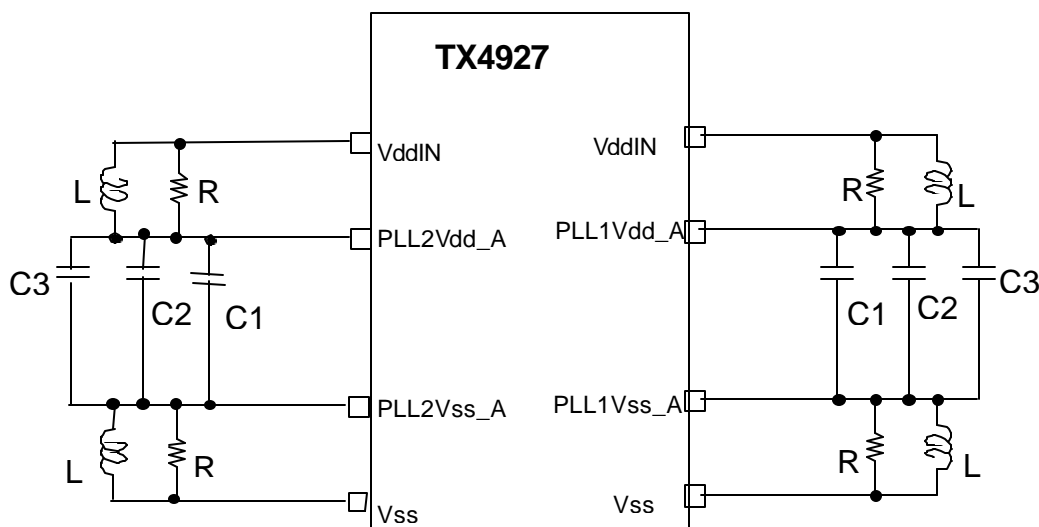 TX4927
VddIN
VddIN
L
R
R
L
PLL2Vdd_A
PLL1Vdd_A
C3
C2
C1
C1
C2
C3
PLL2Vss_A
PLL1Vss_A
L
R
R
L
Vss
Vss